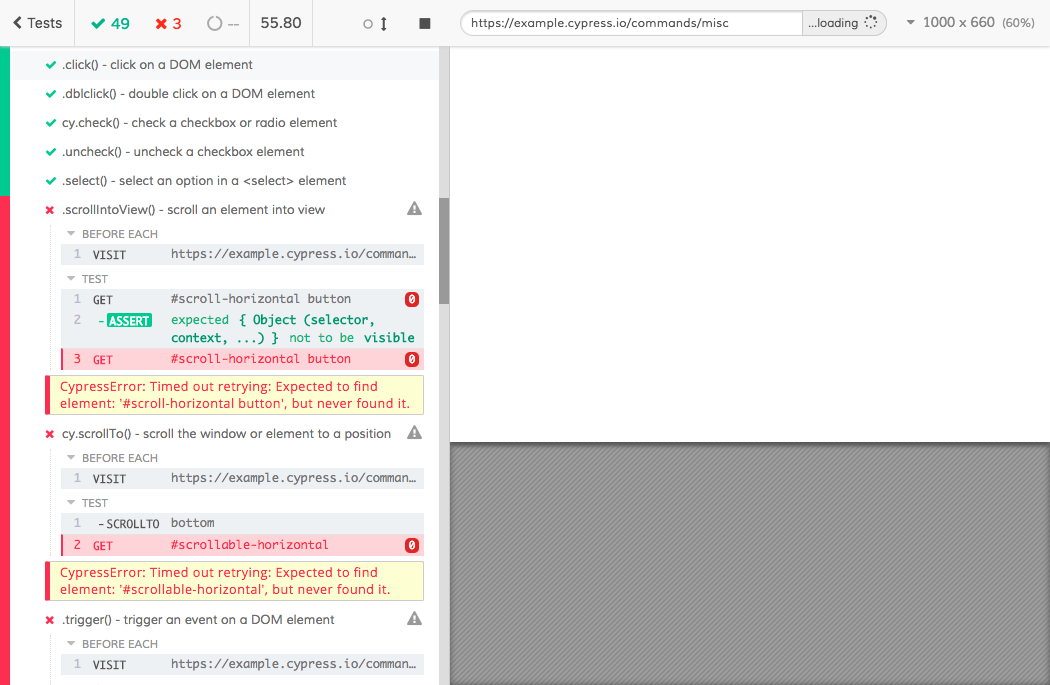 Tests 49 3 -- 55.80 https://example.cypress.io/commands/misc ...loading 1000 x 660 (60%)
.click() - click on a DOM element
.dblclick() - double click on a DOM element
cy.check() - check a checkbox or radio element
.uncheck() - uncheck a checkbox element
.select() - select an option in a <select> element
.scrollIntoView() - scroll an element into view
BEFORE EACH
1 VISIT https://example.cypress.io/comman...
TEST
1 GET #scroll-horizontal button 0
2 -ASSERT expected { Object (selector,
context, ...) } not to be visible
3 GET #scroll-horizontal button 0
CypressError: Timed out retrying: Expected to find
element: '#scroll-horizontal button', but never found it.
cy.scrollTo() - scroll the window or element to a position
BEFORE EACH
1 VISIT https://example.cypress.io/comman...
TEST
1 -SCROLLTO bottom
2 GET #scrollable-horizontal 0
CypressError: Timed out retrying: Expected to find
element: '#scrollable-horizontal', but never found it.
.trigger() - trigger an event on a DOM element
BEFORE EACH
1 VISIT https://example.cypress.io/comman...